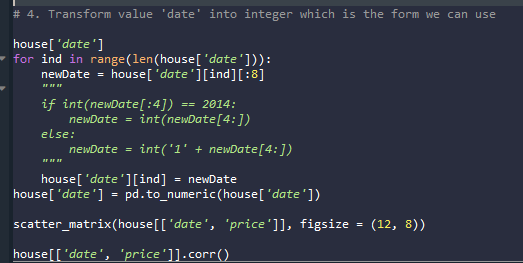 # 4. Transform value 'date' into integer which is the form we can use
house['date']
for ind in range(len(house['date'])):
    newDate = house['date'][ind][:8]
    """
    if int(newDate[:4]) == 2014:
        newDate = int(newDate[4:])
    else:
        newDate = int('1' + newDate[4:])
    """
    house['date'][ind] = newDate
house['date'] = pd.to_numeric(house['date'])
scatter_matrix(house[['date', 'price']], figsize = (12, 8))
house[['date', 'price']].corr()